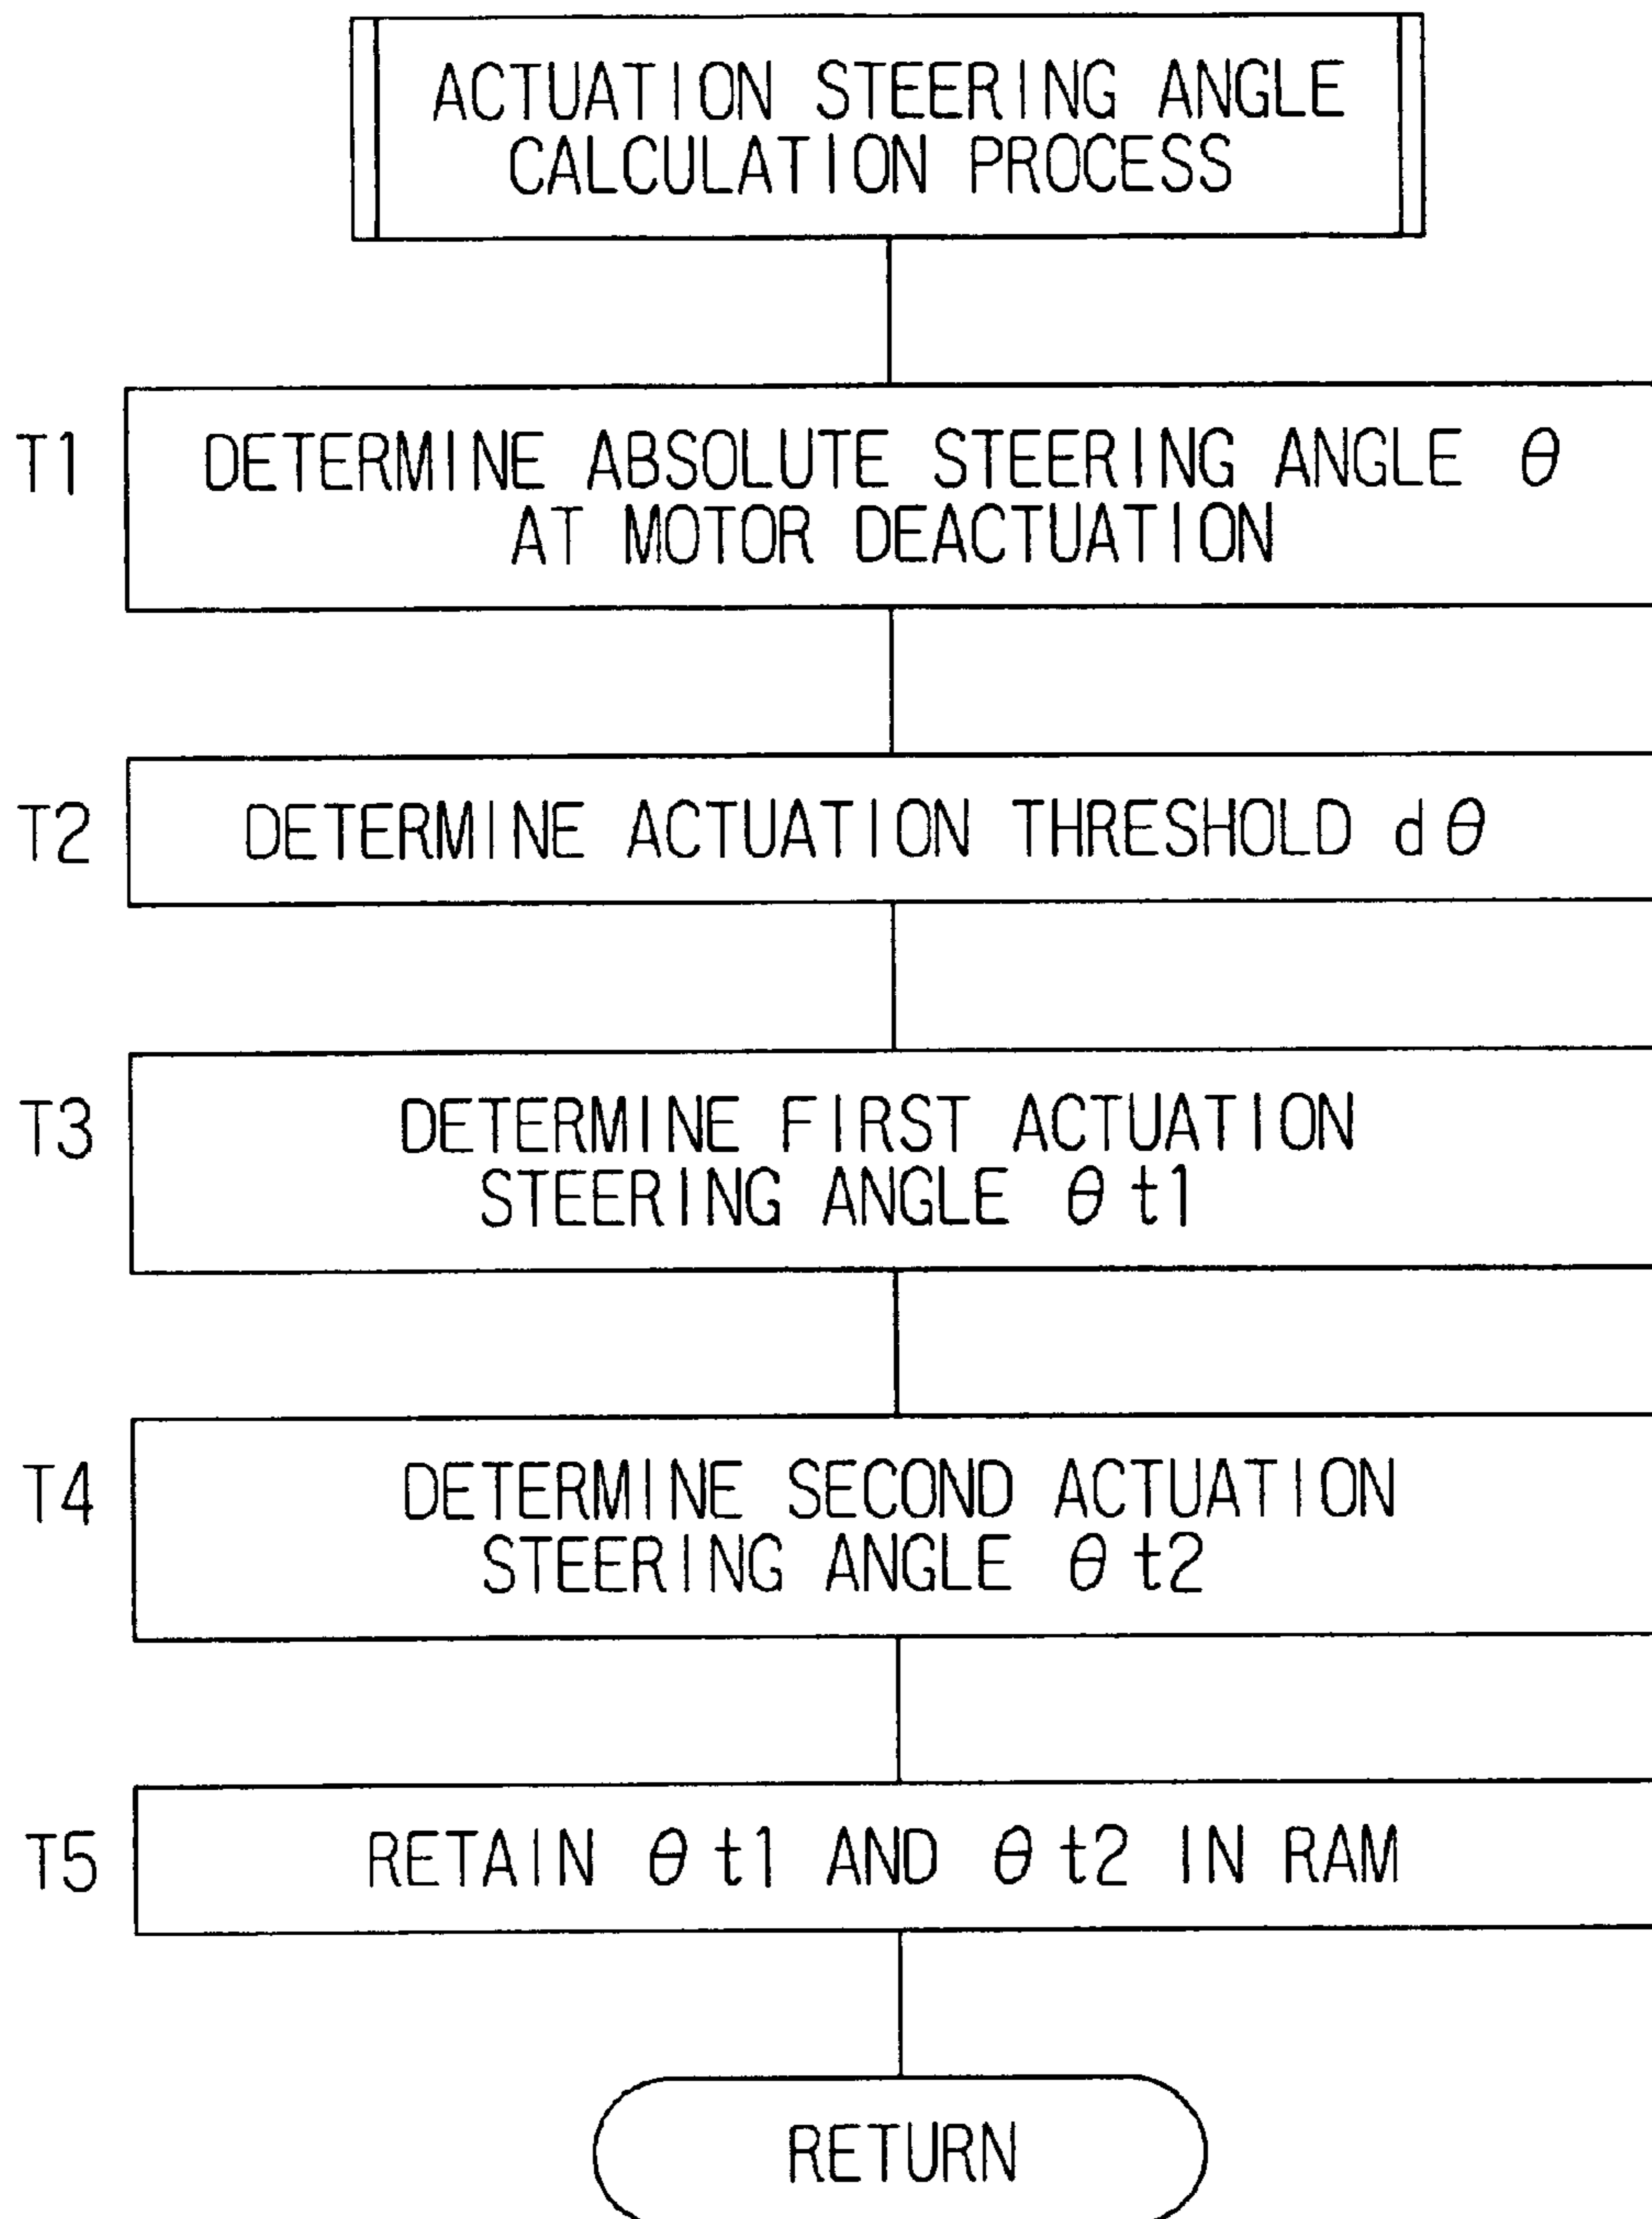 ACTUATION STEERING ANGLE
CALCULATION PROCESS
T1
DETERMINE ABSOLUTE STEERING ANGLE θ
AT MOTOR DEACTUATION
T2
DETERMINE ACTUATION THRESHOLD dθ
T3
DETERMINE FIRST ACTUATION
STEERING ANGLE θt1
T4
DETERMINE SECOND ACTUATION
STEERING ANGLE θt2
T5
RETAIN θt1 AND θt2 IN RAM
RETURN